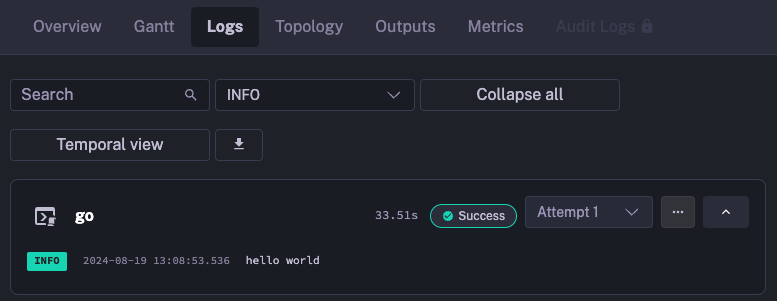 Overview Gantt Logs Topology Outputs Metrics Audit Logs
Search INFO Collapse all
Temporal view
go 33.51s Success Attempt 1 ...
INFO 2024-08-19 13:08:53.536 hello world